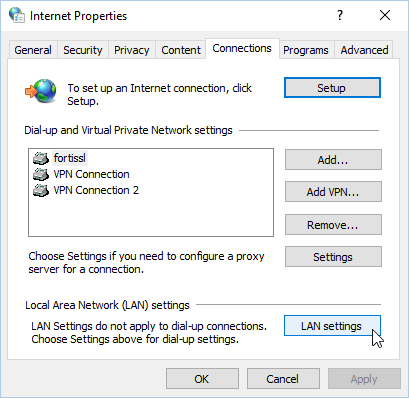 Internet Properties
General Security Privacy Content Connections Programs Advanced
To set up an Internet connection, click Setup
Setup.
Dial-up and Virtual Private Network settings
fortissl Add...
VPN Connection
VPN Connection 2 Add VPN...
Remove...
Choose Settings if you need to configure a proxy Settings
server for a connection.
Local Area Network (LAN) settings
LAN Settings do not apply to dial-up connections. LAN settings
Choose Settings above for dial-up settings.
OK Cancel Apply